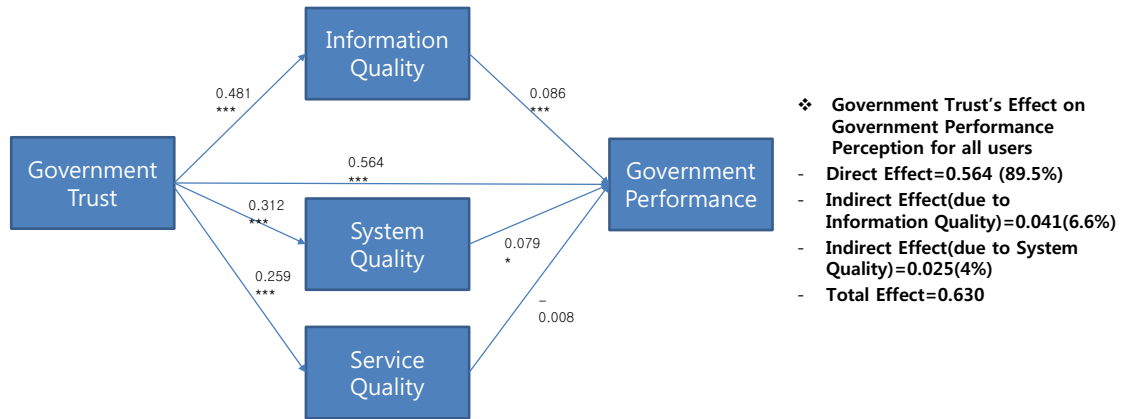 Information
Quality
0.481
***
0.086
***
Government
Trust
0.564
***
Government
Performance
0.312
***
System
Quality
0.079
*
0.259
***
–
0.008
Service
Quality
❖ Government Trust's Effect on
Government Performance
Perception for all users
- Direct Effect=0.564 (89.5%)
- Indirect Effect(due to
Information Quality)=0.041(6.6%)
- Indirect Effect(due to System
Quality)=0.025(4%)
- Total Effect=0.630